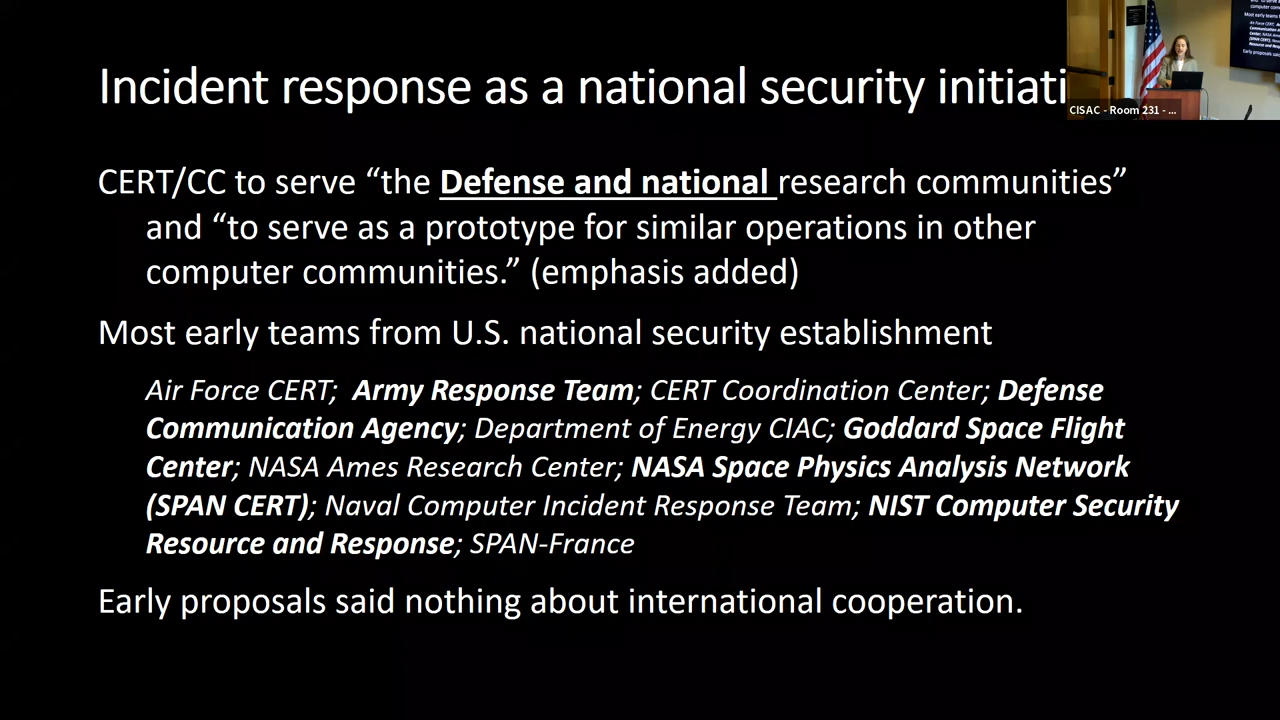 Incident response as a national security initiati
CISAC - Room 231 - ...
CERT/CC to serve “the Defense and national research communities”
and “to serve as a prototype for similar operations in other
computer communities.” (emphasis added)
Most early teams from U.S. national security establishment
Air Force CERT; Army Response Team; CERT Coordination Center; Defense
Communication Agency; Department of Energy CIAC; Goddard Space Flight
Center; NASA Ames Research Center; NASA Space Physics Analysis Network
(SPAN CERT); Naval Computer Incident Response Team; NIST Computer Security
Resource and Response; SPAN-France
Early proposals said nothing about international cooperation.